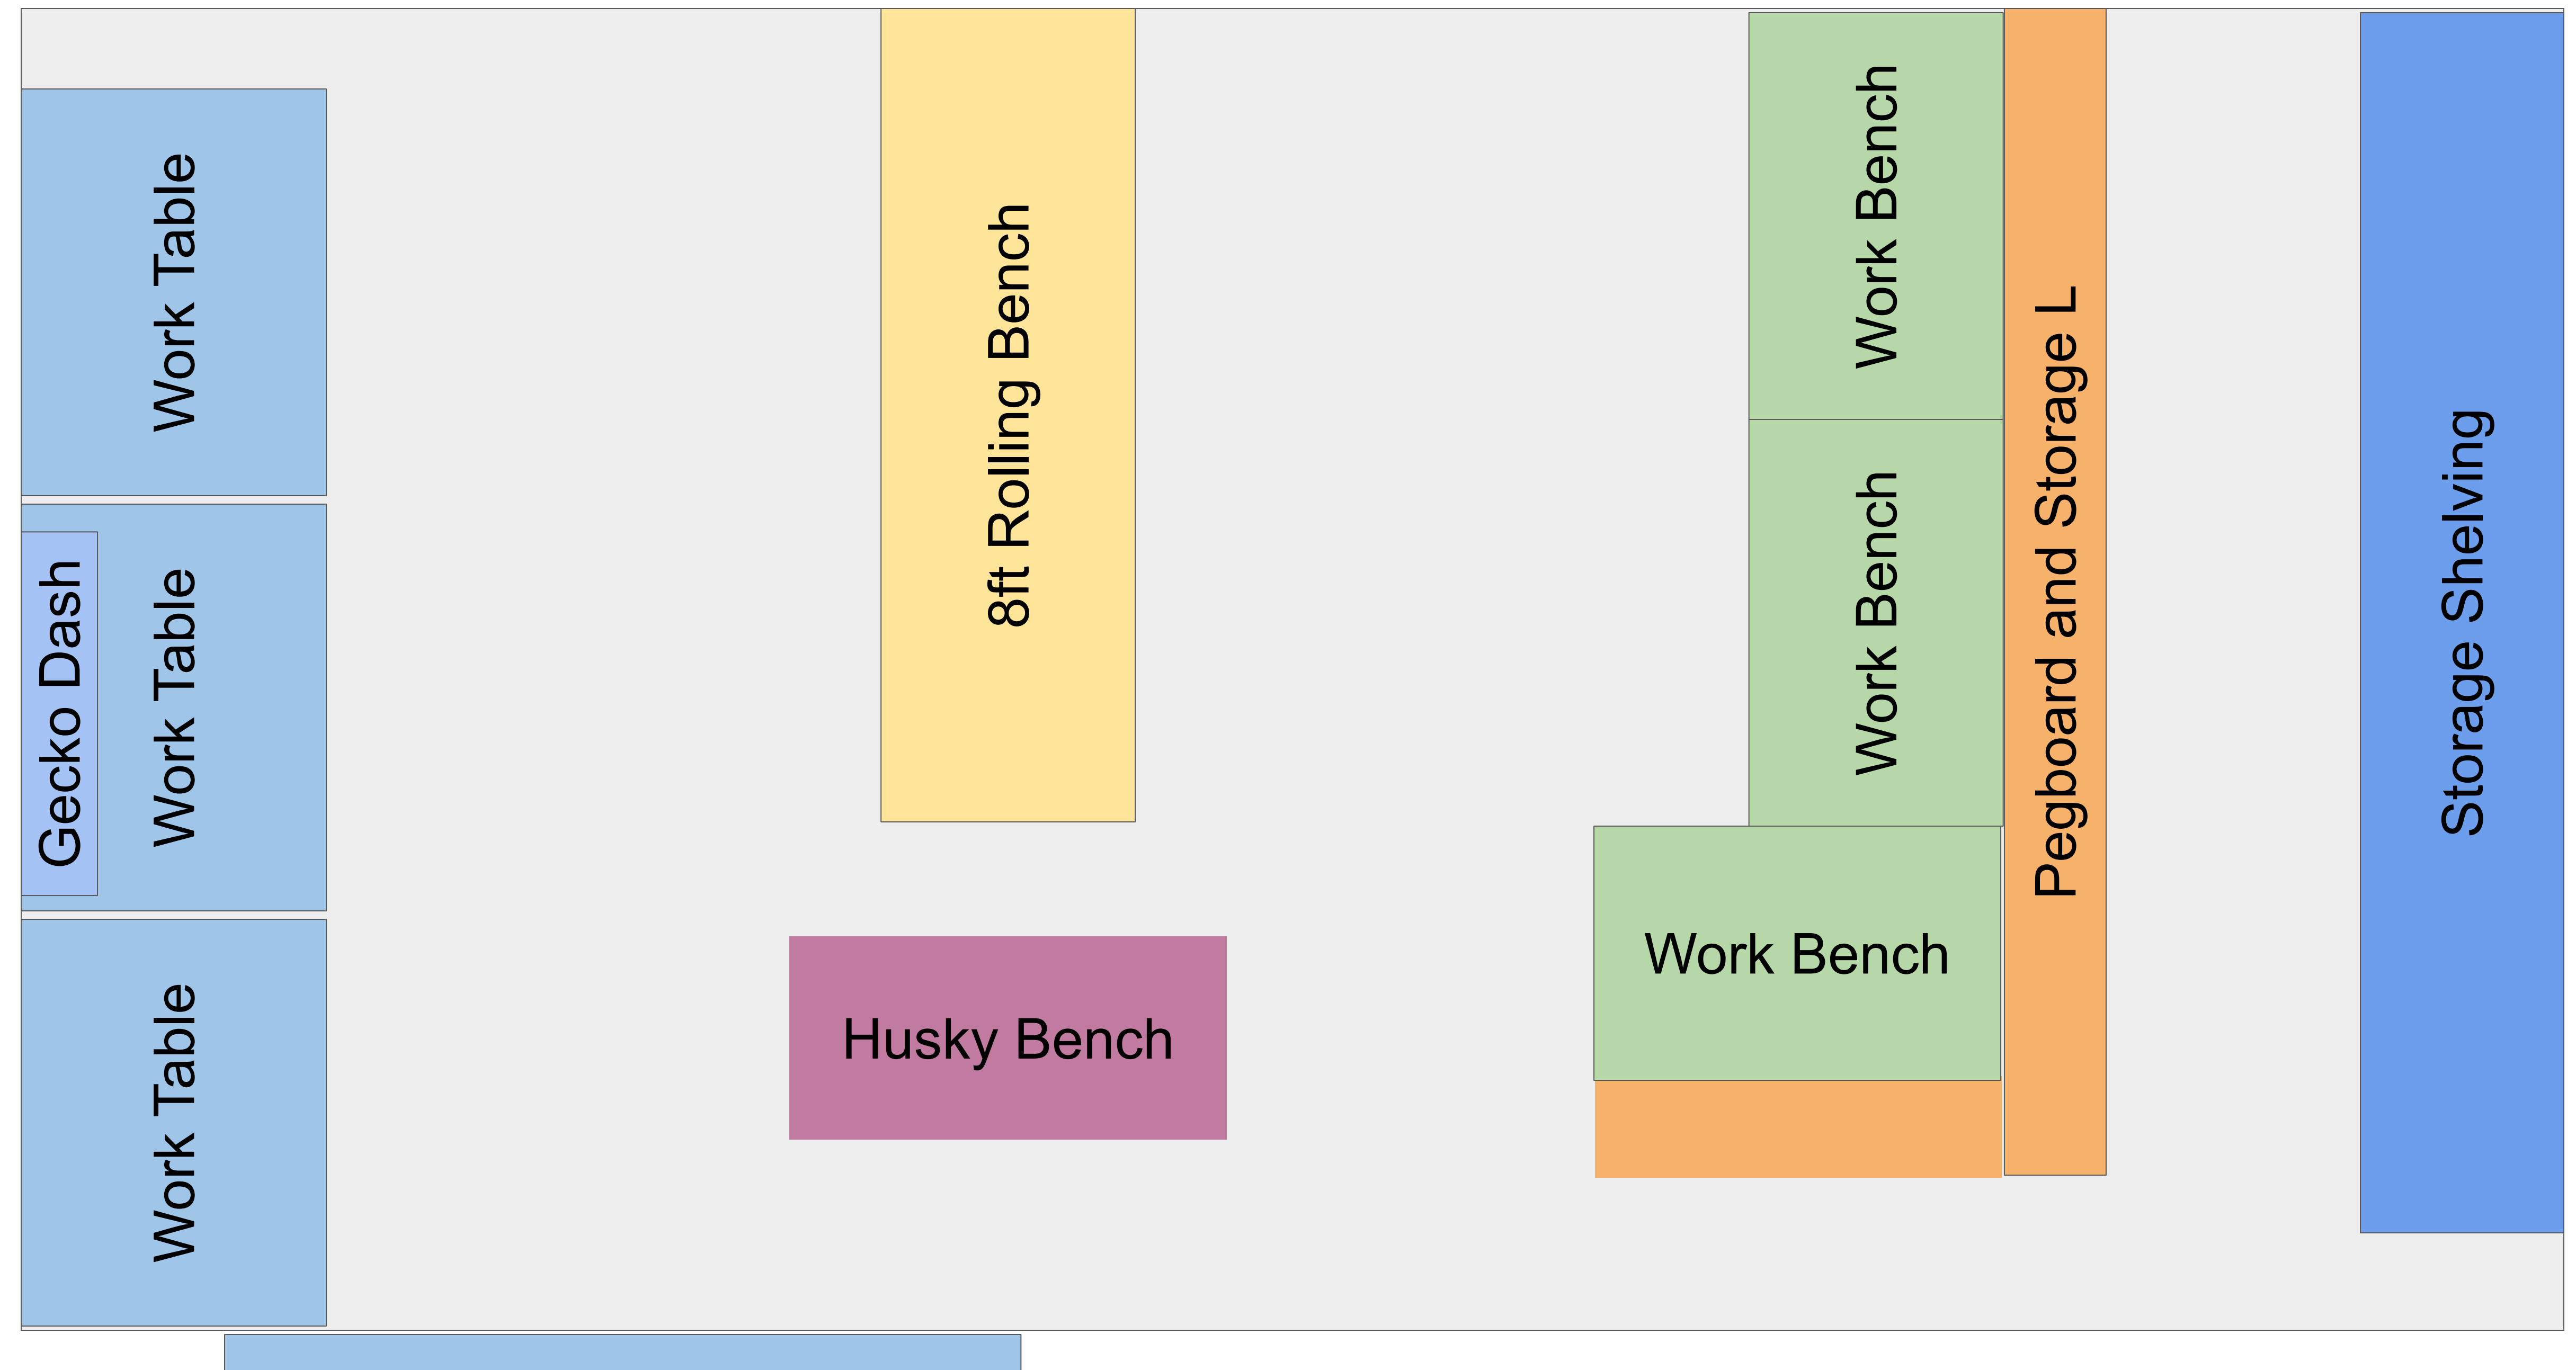 Work Table
Gecko Dash
Work Table
Work Table
8ft Rolling Bench
Husky Bench
Work Bench
Work Bench
Work Bench
Pegboard and Storage L
Storage Shelving